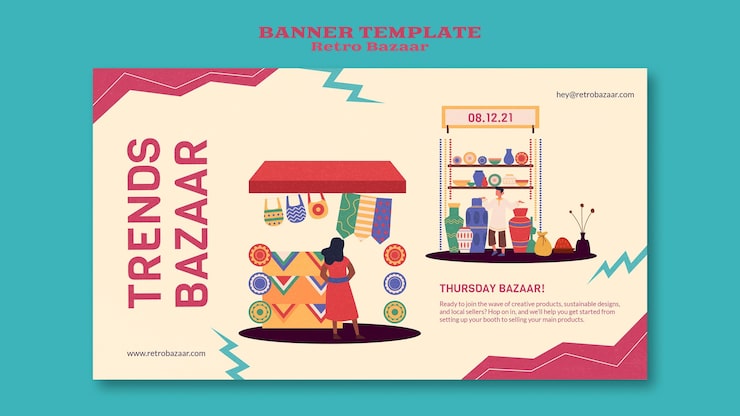 BANNER TEMPLATE
Retro Bazaar
hey@retrobazaar.com
08.12.21
TRENDS
BAZAAR
THURSDAY BAZAAR!
Ready to join the wave of creative products, sustainable designs,
and local sellers? Hop on in, and we'll help you get started from
setting up your booth to selling your main products.
www.retrobazaar.com